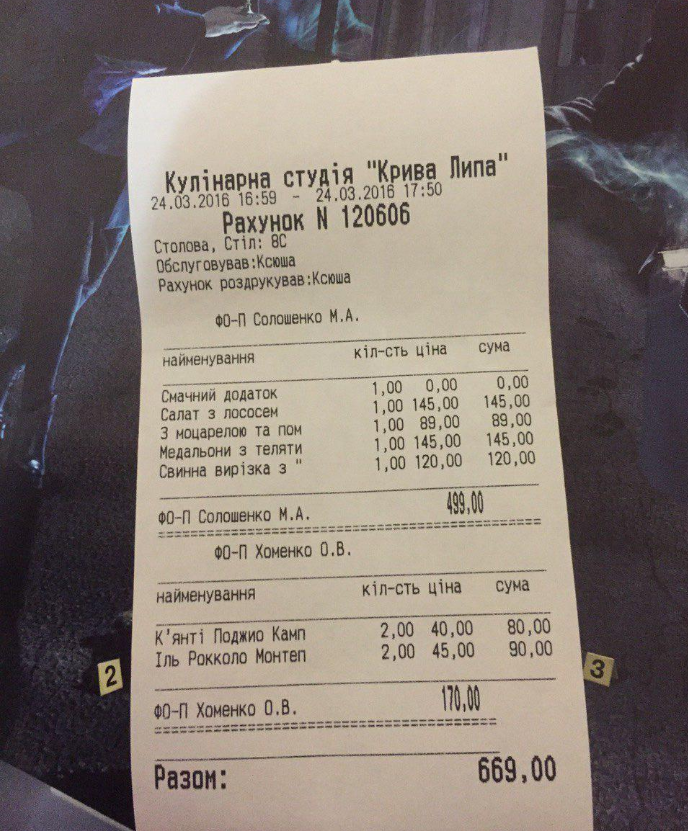 Кулінарна студія "Крива Липа"
24.03.2016 16:59 - 24.03.2016 17:50
Рахунок N 120606
Столова, Стіл: 8С
Обслуговував:Ксюша
Рахунок роздрукував:Ксюша
ФО-П Солошенко М.А.
найменування кіл-сть ціна сума
Смачний додаток 1,00 0,00 0,00
Салат з лососем 1,00 145,00 145,00
З моцарелою та пом 1,00 89,00 89,00
Медальони з теляти 1,00 145,00 145,00
Свинна вирізка з " 1,00 120,00 120,00
ФО-П Солошенко М.А. 499,00
ФО-П Хоменко О.В.
найменування кіл-сть ціна сума
К'янті Поджио Камп 2,00 40,00 80,00
Іль Рокколо Монтеп 2,00 45,00 90,00
2
3
ФО-П Хоменко О.В. 170,00
Разом: 669,00